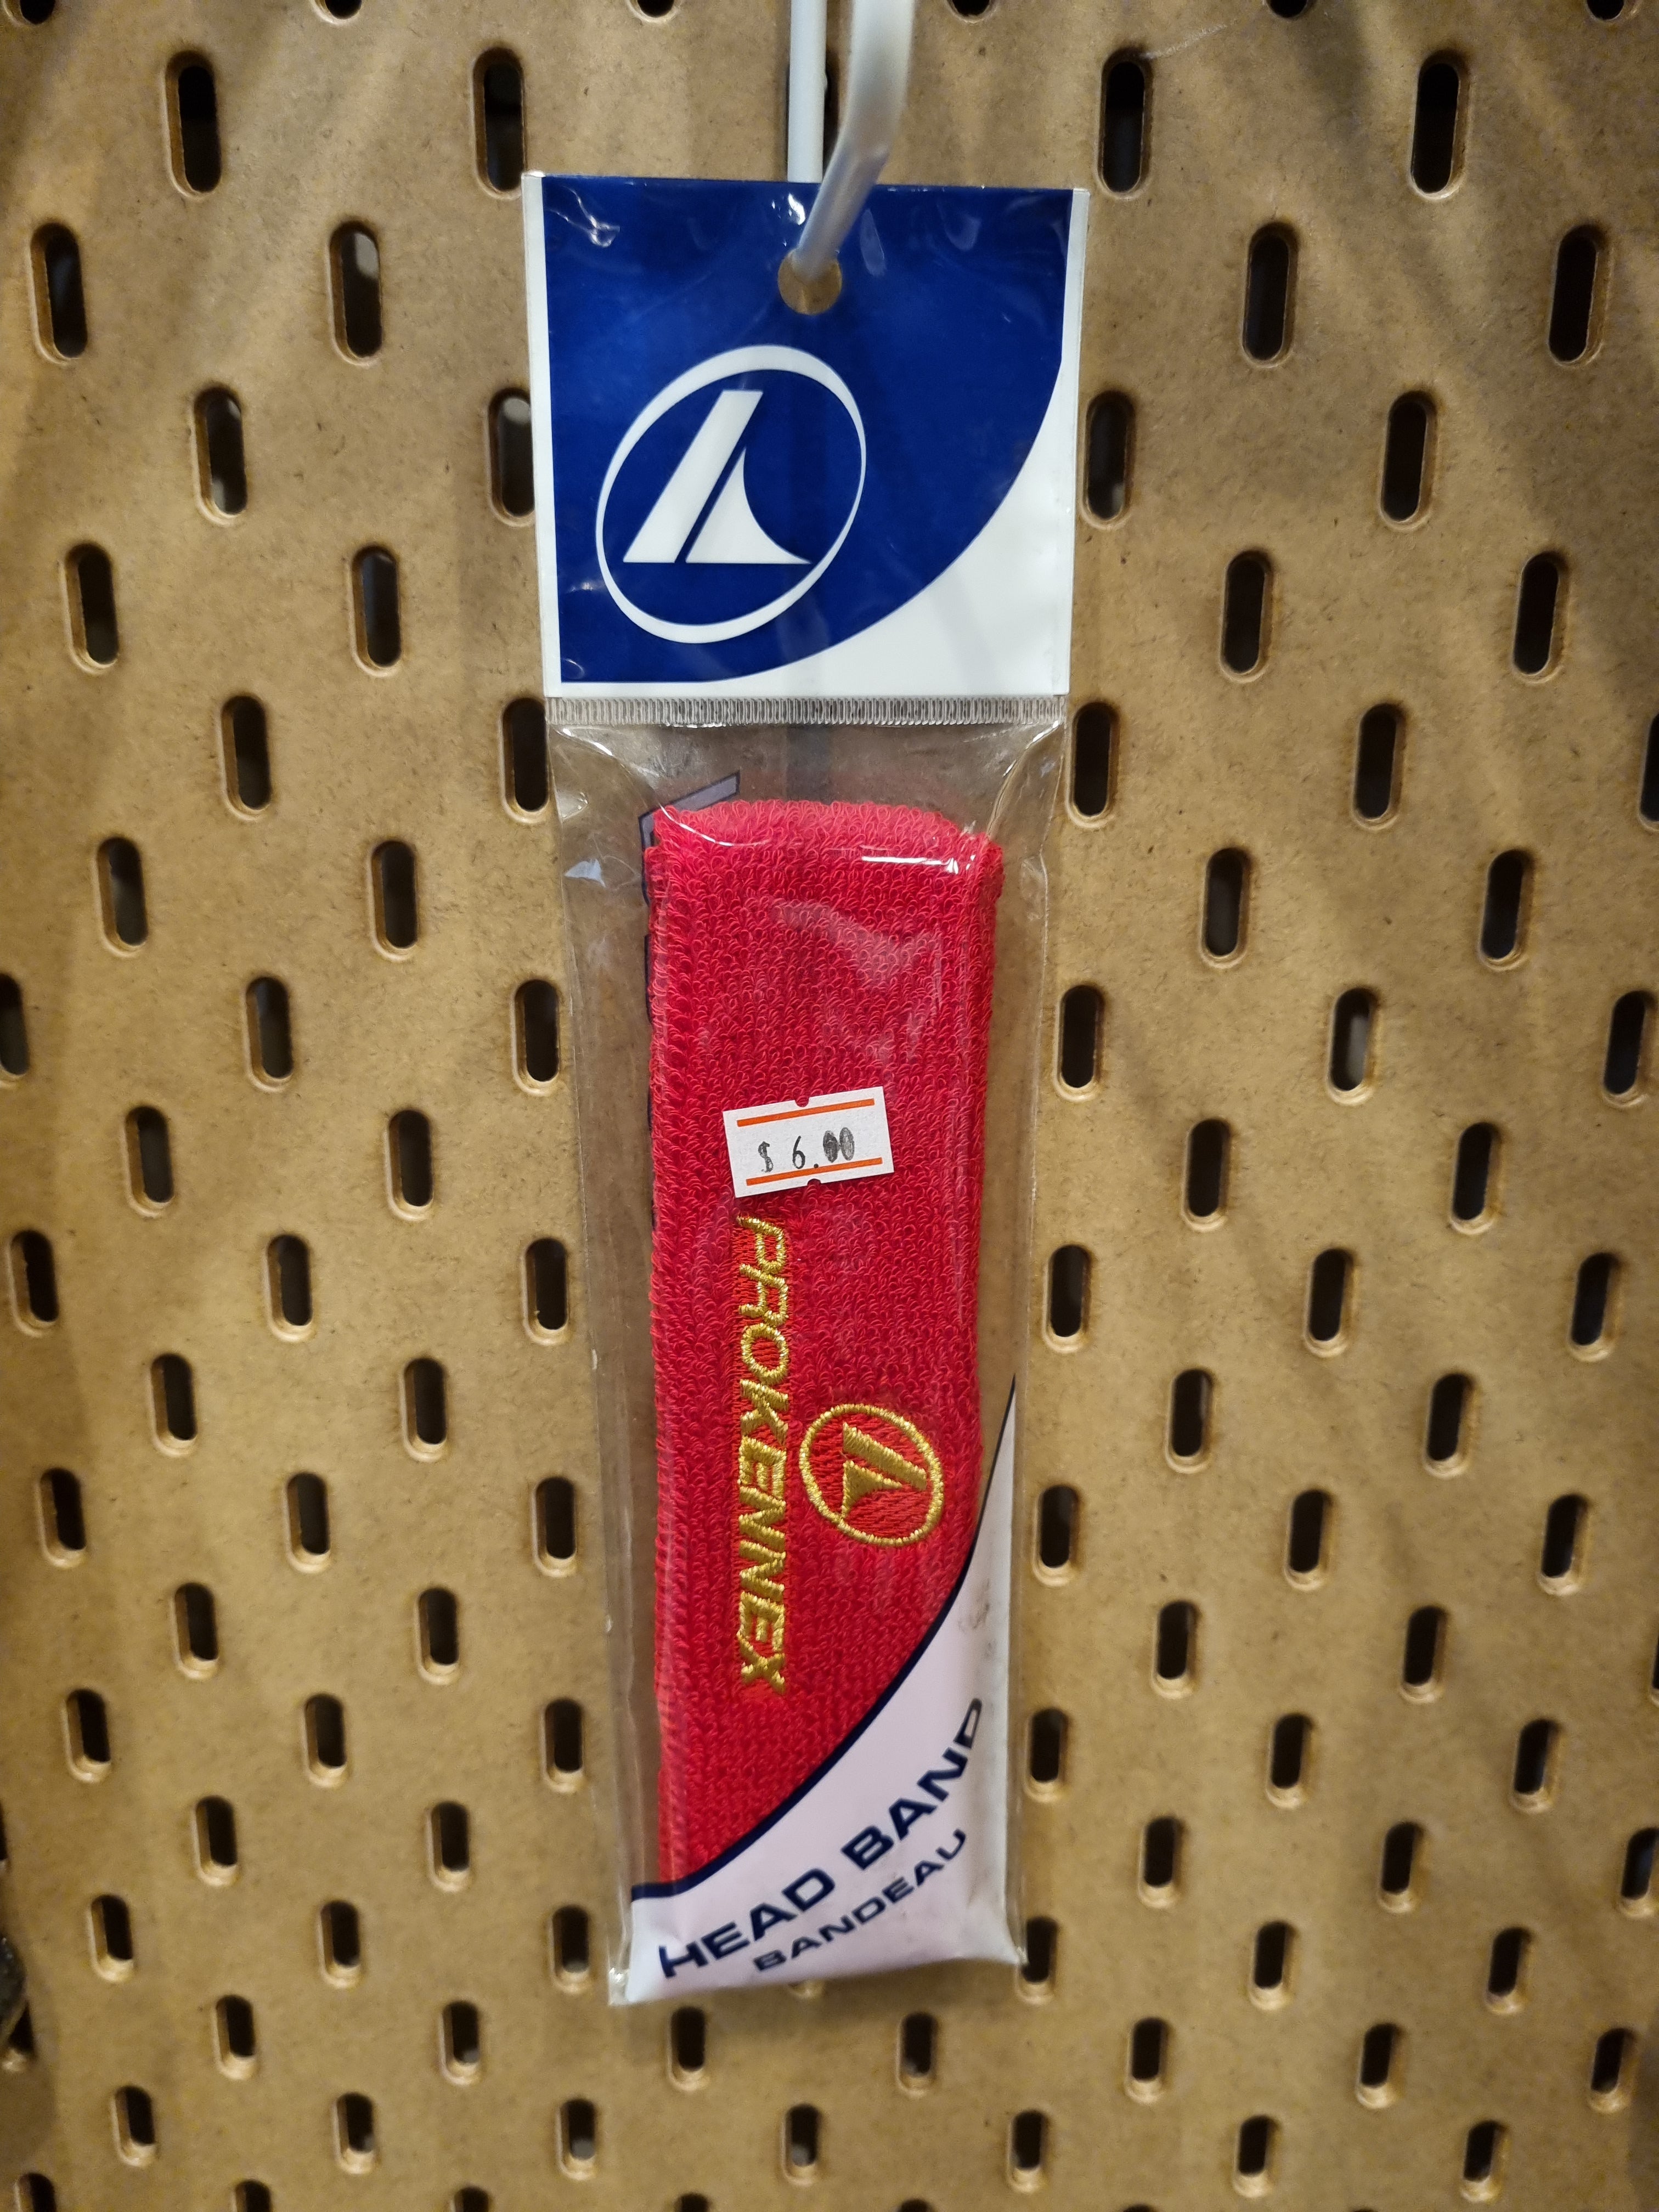 $ 6.00
PROKENNEX
HEAD BAND
BANDEAU